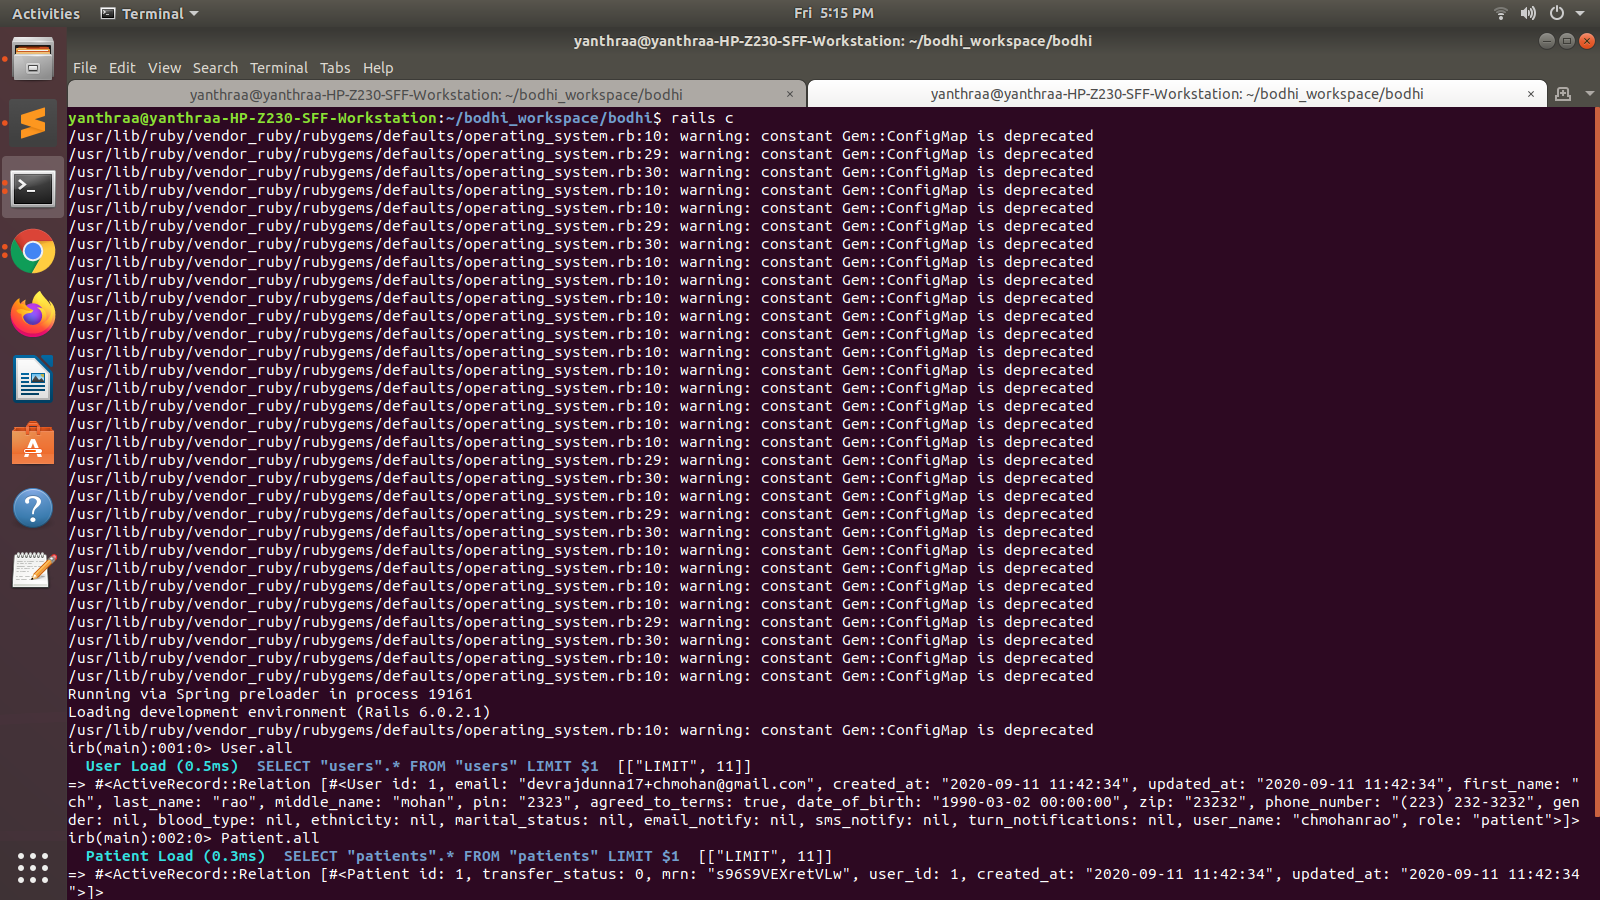 Activities Terminal Fri 5:15 PM
yanthraa@yanthraa-HP-Z230-SFF-Workstation: ~/bodhi_workspace/bodhi
File Edit View Search Terminal Tabs Help
yanthraa@yanthraa-HP-Z230-SFF-Workstation: ~/bodhi_workspace/bodhi × yanthraa@yanthraa-HP-Z230-SFF-Workstation: ~/bodhi_workspace/bodhi ×
yanthraa@yanthraa-HP-Z230-SFF-Workstation:~/bodhi_workspace/bodhi$ rails c
/usr/lib/ruby/vendor_ruby/rubygems/defaults/operating_system.rb:10: warning: constant Gem::ConfigMap is deprecated
/usr/lib/ruby/vendor_ruby/rubygems/defaults/operating_system.rb:29: warning: constant Gem::ConfigMap is deprecated
/usr/lib/ruby/vendor_ruby/rubygems/defaults/operating_system.rb:30: warning: constant Gem::ConfigMap is deprecated
/usr/lib/ruby/vendor_ruby/rubygems/defaults/operating_system.rb:10: warning: constant Gem::ConfigMap is deprecated
/usr/lib/ruby/vendor_ruby/rubygems/defaults/operating_system.rb:10: warning: constant Gem::ConfigMap is deprecated
/usr/lib/ruby/vendor_ruby/rubygems/defaults/operating_system.rb:29: warning: constant Gem::ConfigMap is deprecated
/usr/lib/ruby/vendor_ruby/rubygems/defaults/operating_system.rb:30: warning: constant Gem::ConfigMap is deprecated
/usr/lib/ruby/vendor_ruby/rubygems/defaults/operating_system.rb:10: warning: constant Gem::ConfigMap is deprecated
/usr/lib/ruby/vendor_ruby/rubygems/defaults/operating_system.rb:10: warning: constant Gem::ConfigMap is deprecated
/usr/lib/ruby/vendor_ruby/rubygems/defaults/operating_system.rb:10: warning: constant Gem::ConfigMap is deprecated
/usr/lib/ruby/vendor_ruby/rubygems/defaults/operating_system.rb:10: warning: constant Gem::ConfigMap is deprecated
/usr/lib/ruby/vendor_ruby/rubygems/defaults/operating_system.rb:10: warning: constant Gem::ConfigMap is deprecated
/usr/lib/ruby/vendor_ruby/rubygems/defaults/operating_system.rb:10: warning: constant Gem::ConfigMap is deprecated
/usr/lib/ruby/vendor_ruby/rubygems/defaults/operating_system.rb:10: warning: constant Gem::ConfigMap is deprecated
/usr/lib/ruby/vendor_ruby/rubygems/defaults/operating_system.rb:10: warning: constant Gem::ConfigMap is deprecated
/usr/lib/ruby/vendor_ruby/rubygems/defaults/operating_system.rb:10: warning: constant Gem::ConfigMap is deprecated
/usr/lib/ruby/vendor_ruby/rubygems/defaults/operating_system.rb:10: warning: constant Gem::ConfigMap is deprecated
/usr/lib/ruby/vendor_ruby/rubygems/defaults/operating_system.rb:10: warning: constant Gem::ConfigMap is deprecated
/usr/lib/ruby/vendor_ruby/rubygems/defaults/operating_system.rb:29: warning: constant Gem::ConfigMap is deprecated
/usr/lib/ruby/vendor_ruby/rubygems/defaults/operating_system.rb:30: warning: constant Gem::ConfigMap is deprecated
/usr/lib/ruby/vendor_ruby/rubygems/defaults/operating_system.rb:10: warning: constant Gem::ConfigMap is deprecated
/usr/lib/ruby/vendor_ruby/rubygems/defaults/operating_system.rb:29: warning: constant Gem::ConfigMap is deprecated
/usr/lib/ruby/vendor_ruby/rubygems/defaults/operating_system.rb:30: warning: constant Gem::ConfigMap is deprecated
/usr/lib/ruby/vendor_ruby/rubygems/defaults/operating_system.rb:10: warning: constant Gem::ConfigMap is deprecated
/usr/lib/ruby/vendor_ruby/rubygems/defaults/operating_system.rb:10: warning: constant Gem::ConfigMap is deprecated
/usr/lib/ruby/vendor_ruby/rubygems/defaults/operating_system.rb:10: warning: constant Gem::ConfigMap is deprecated
/usr/lib/ruby/vendor_ruby/rubygems/defaults/operating_system.rb:10: warning: constant Gem::ConfigMap is deprecated
/usr/lib/ruby/vendor_ruby/rubygems/defaults/operating_system.rb:29: warning: constant Gem::ConfigMap is deprecated
/usr/lib/ruby/vendor_ruby/rubygems/defaults/operating_system.rb:30: warning: constant Gem::ConfigMap is deprecated
/usr/lib/ruby/vendor_ruby/rubygems/defaults/operating_system.rb:10: warning: constant Gem::ConfigMap is deprecated
/usr/lib/ruby/vendor_ruby/rubygems/defaults/operating_system.rb:10: warning: constant Gem::ConfigMap is deprecated
Running via Spring preloader in process 19161
Loading development environment (Rails 6.0.2.1)
/usr/lib/ruby/vendor_ruby/rubygems/defaults/operating_system.rb:10: warning: constant Gem::ConfigMap is deprecated
irb(main):001:0> User.all
User Load (0.5ms) SELECT "users".* FROM "users" LIMIT $1 [["LIMIT", 11]]
=> #<ActiveRecord::Relation [#<User id: 1, email: "devrajdunna17+chmohan@gmail.com", created_at: "2020-09-11 11:42:34", updated_at: "2020-09-11 11:42:34", first_name: "
ch", last_name: "rao", middle_name: "mohan", pin: "2323", agreed_to_terms: true, date_of_birth: "1990-03-02 00:00:00", zip: "23232", phone_number: "(223) 232-3232", gen
der: nil, blood_type: nil, ethnicity: nil, marital_status: nil, email_notify: nil, sms_notify: nil, turn_notifications: nil, user_name: "chmohanrao", role: "patient">]>
irb(main):002:0> Patient.all
Patient Load (0.3ms) SELECT "patients".* FROM "patients" LIMIT $1 [["LIMIT", 11]]
=> #<ActiveRecord::Relation [#<Patient id: 1, transfer_status: 0, mrn: "s96S9VEXretVLw", user_id: 1, created_at: "2020-09-11 11:42:34", updated_at: "2020-09-11 11:42:34
">]>